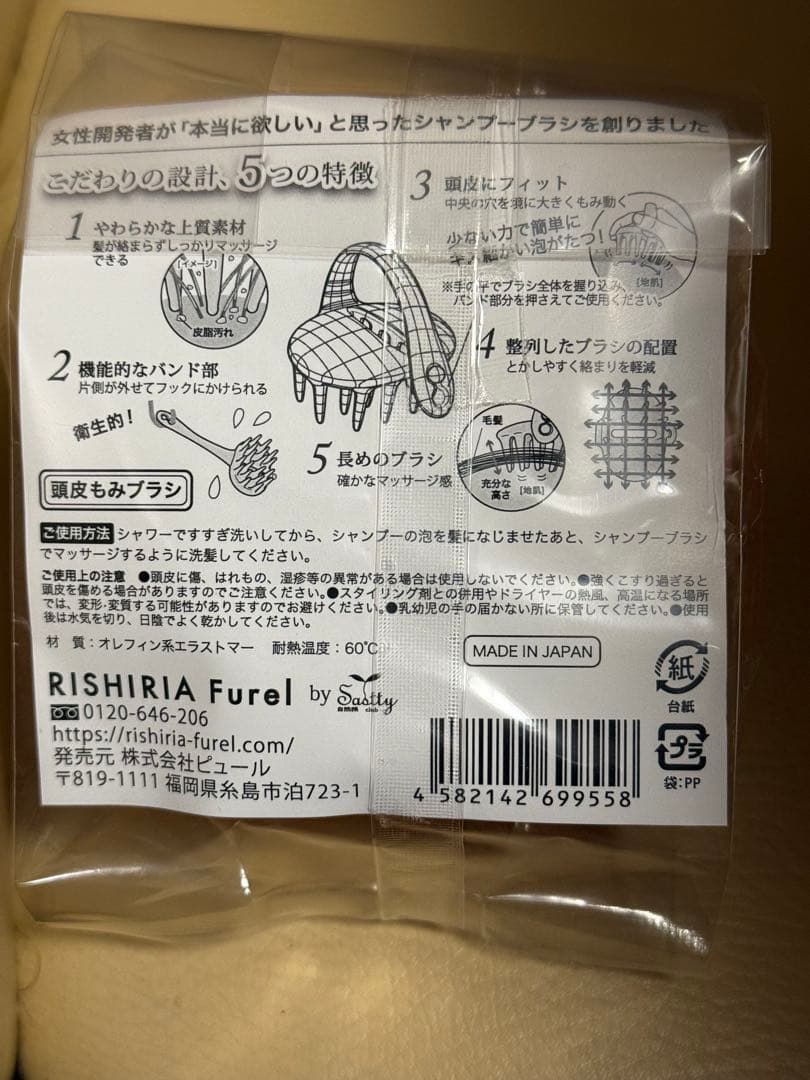 女性開発者が「本当に欲しい」と思ったシャンプーブラシを創りました
こだわりの設計、5つの特徴
1 やわらかな上質素材
髪が絡まらずしっかりマッサージ
できる
[イメージ]
皮脂汚れ
2 機能的なバンド部
片側が外せてフックにかけられる
衛生的!
頭皮もみブラシ
3 頭皮にフィット
中央の穴を境に大きくもみ動く
少ない力で簡単に
キメ細かい泡がたつ!
[地肌]
※手の平でブラシ全体を握り込み、
バンド部分を押さえてご使用ください。
4 整列したブラシの配置
とかしやすく絡まりを軽減
5 長めのブラシ
確かなマッサージ感
毛髪
充分な
高さ
[地肌]
ご使用方法 シャワーですすぎ洗いしてから、シャンプーの泡を髪になじませたあと、シャンプーブラシ
でマッサージするように洗髪してください。
ご使用上の注意 ●頭皮に傷、はれもの、湿疹等の異常がある場合は使用しないでください。●強くこすり過ぎると
頭皮を傷める場合がありますのでご注意ください。●スタイリング剤との併用やドライヤーの熱風、高温になる場所
では、変形・変質する可能性がありますのでお避けください。●乳幼児の手の届かない所に保管してください。●使用
後は水気を切り、日陰でよく乾かしてください。
材 質:オレフィン系エラストマー 耐熱温度:60℃
MADE IN JAPAN
RISHIRIA Furel by Sastty
自然派 club
0120-646-206
https://rishiria-furel.com/
発売元 株式会社ピュール
〒819-1111 福岡県糸島市泊723-1
4 582142 699558
紙
台紙
プラ
袋:PP